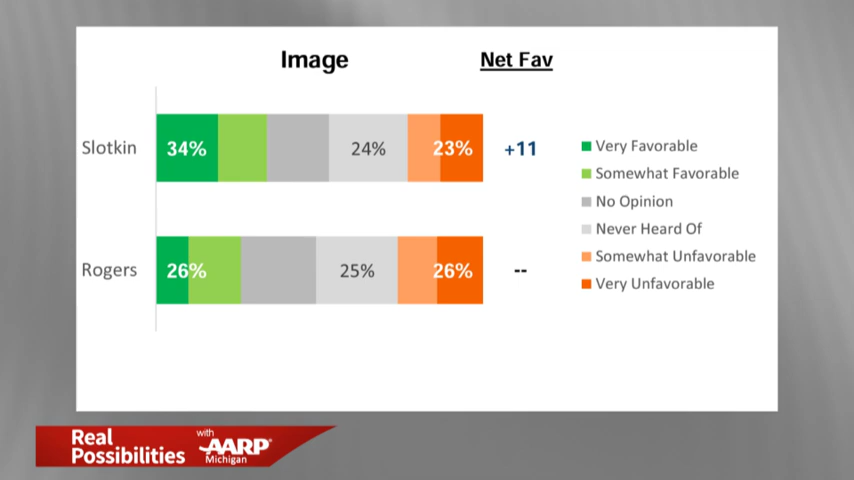 Image
Net Fav
Slotkin
34%
24%
23%
+11
Rogers
26%
25%
26%
--
Very Favorable
Somewhat Favorable
No Opinion
Never Heard Of
Somewhat Unfavorable
Very Unfavorable
Real
Possibilities
with
AARP®
Michigan